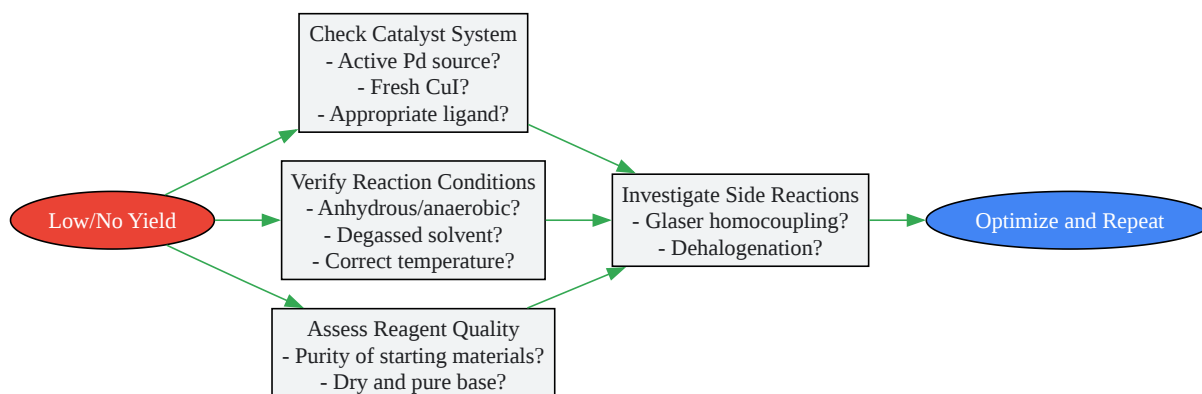 Low/No Yield
Check Catalyst System
- Active Pd source?
- Fresh CuI?
- Appropriate ligand?
Verify Reaction Conditions
- Anhydrous/anaerobic?
- Degassed solvent?
- Correct temperature?
Assess Reagent Quality
- Purity of starting materials?
- Dry and pure base?
Investigate Side Reactions
- Glaser homocoupling?
- Dehalogenation?
Optimize and Repeat